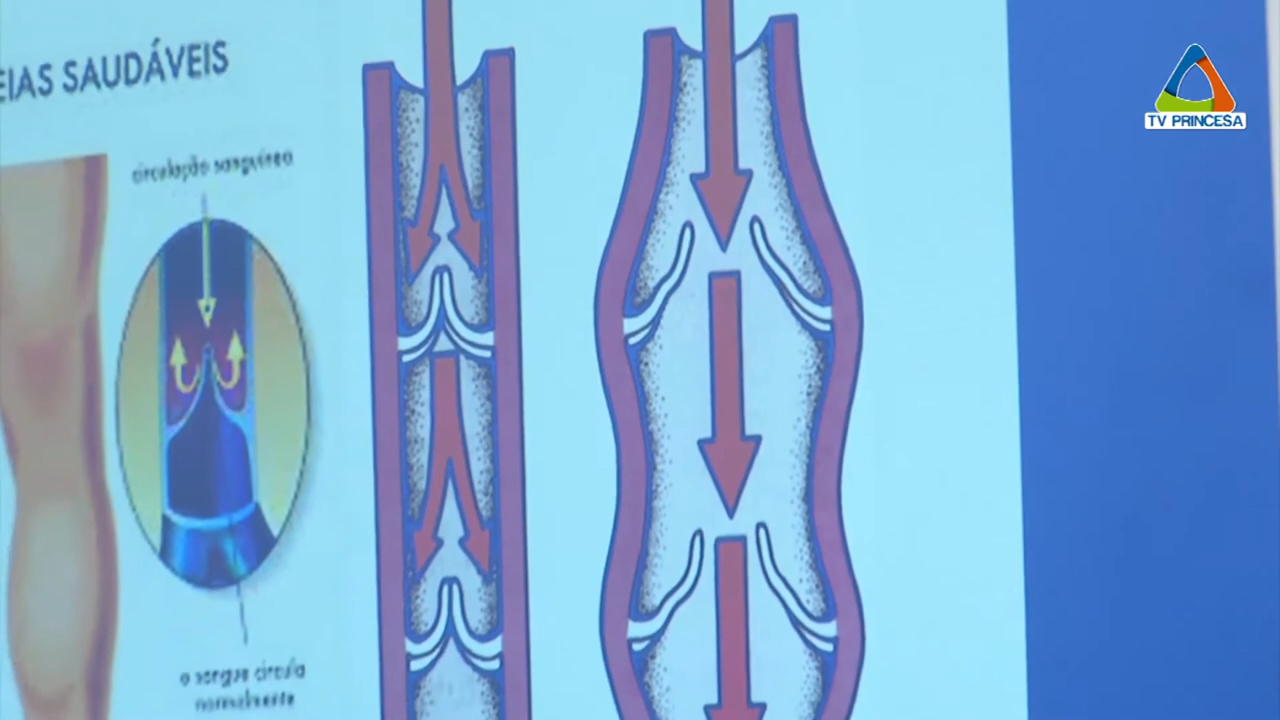 EIAS SAUDÁVEIS
circulação sanguínea
o sangue circula
normalmente
TV PRINCESA